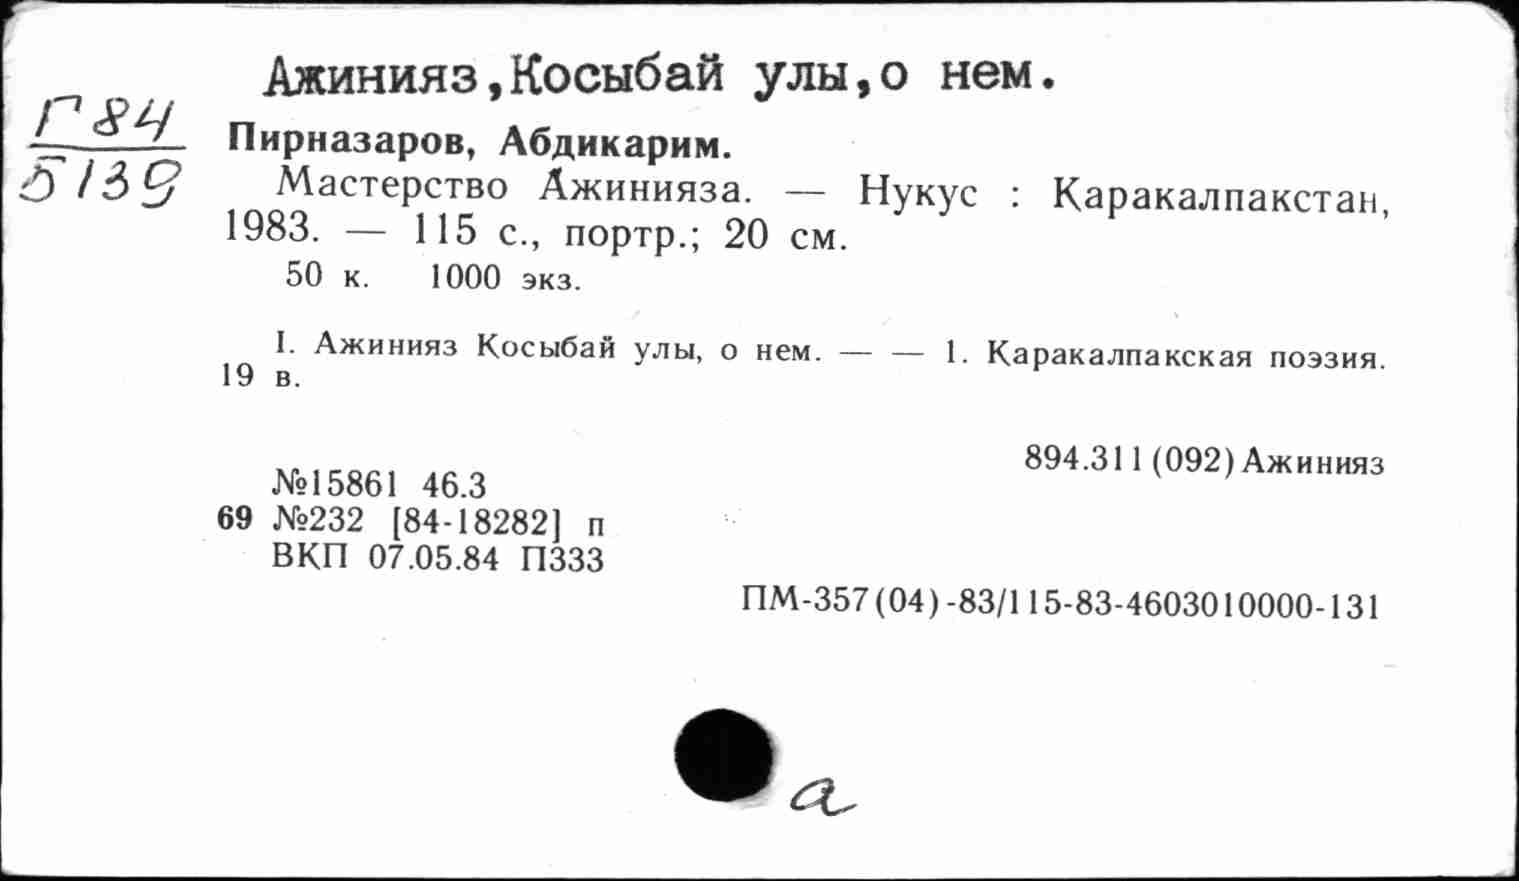 Ажинияз,Косыбай улы,о нем.
Г84
5139
Пирназаров, Абдикарим.
Мастерство Ажинияза. — Нукус : Каракалпакстан,
1983. — 115 с., портр.; 20 см.
50 к. 1000 экз.
I. Ажинияз Косыбай улы, о нем. — — 1. Каракалпакская поэзия.
19 в.
894.311(092)Ажинияз
№15861 46.3
69 №232 [84-18282] п
ВКП 07.05.84 П333
ПМ-357(04)-83/115-83-4603010000-131
а